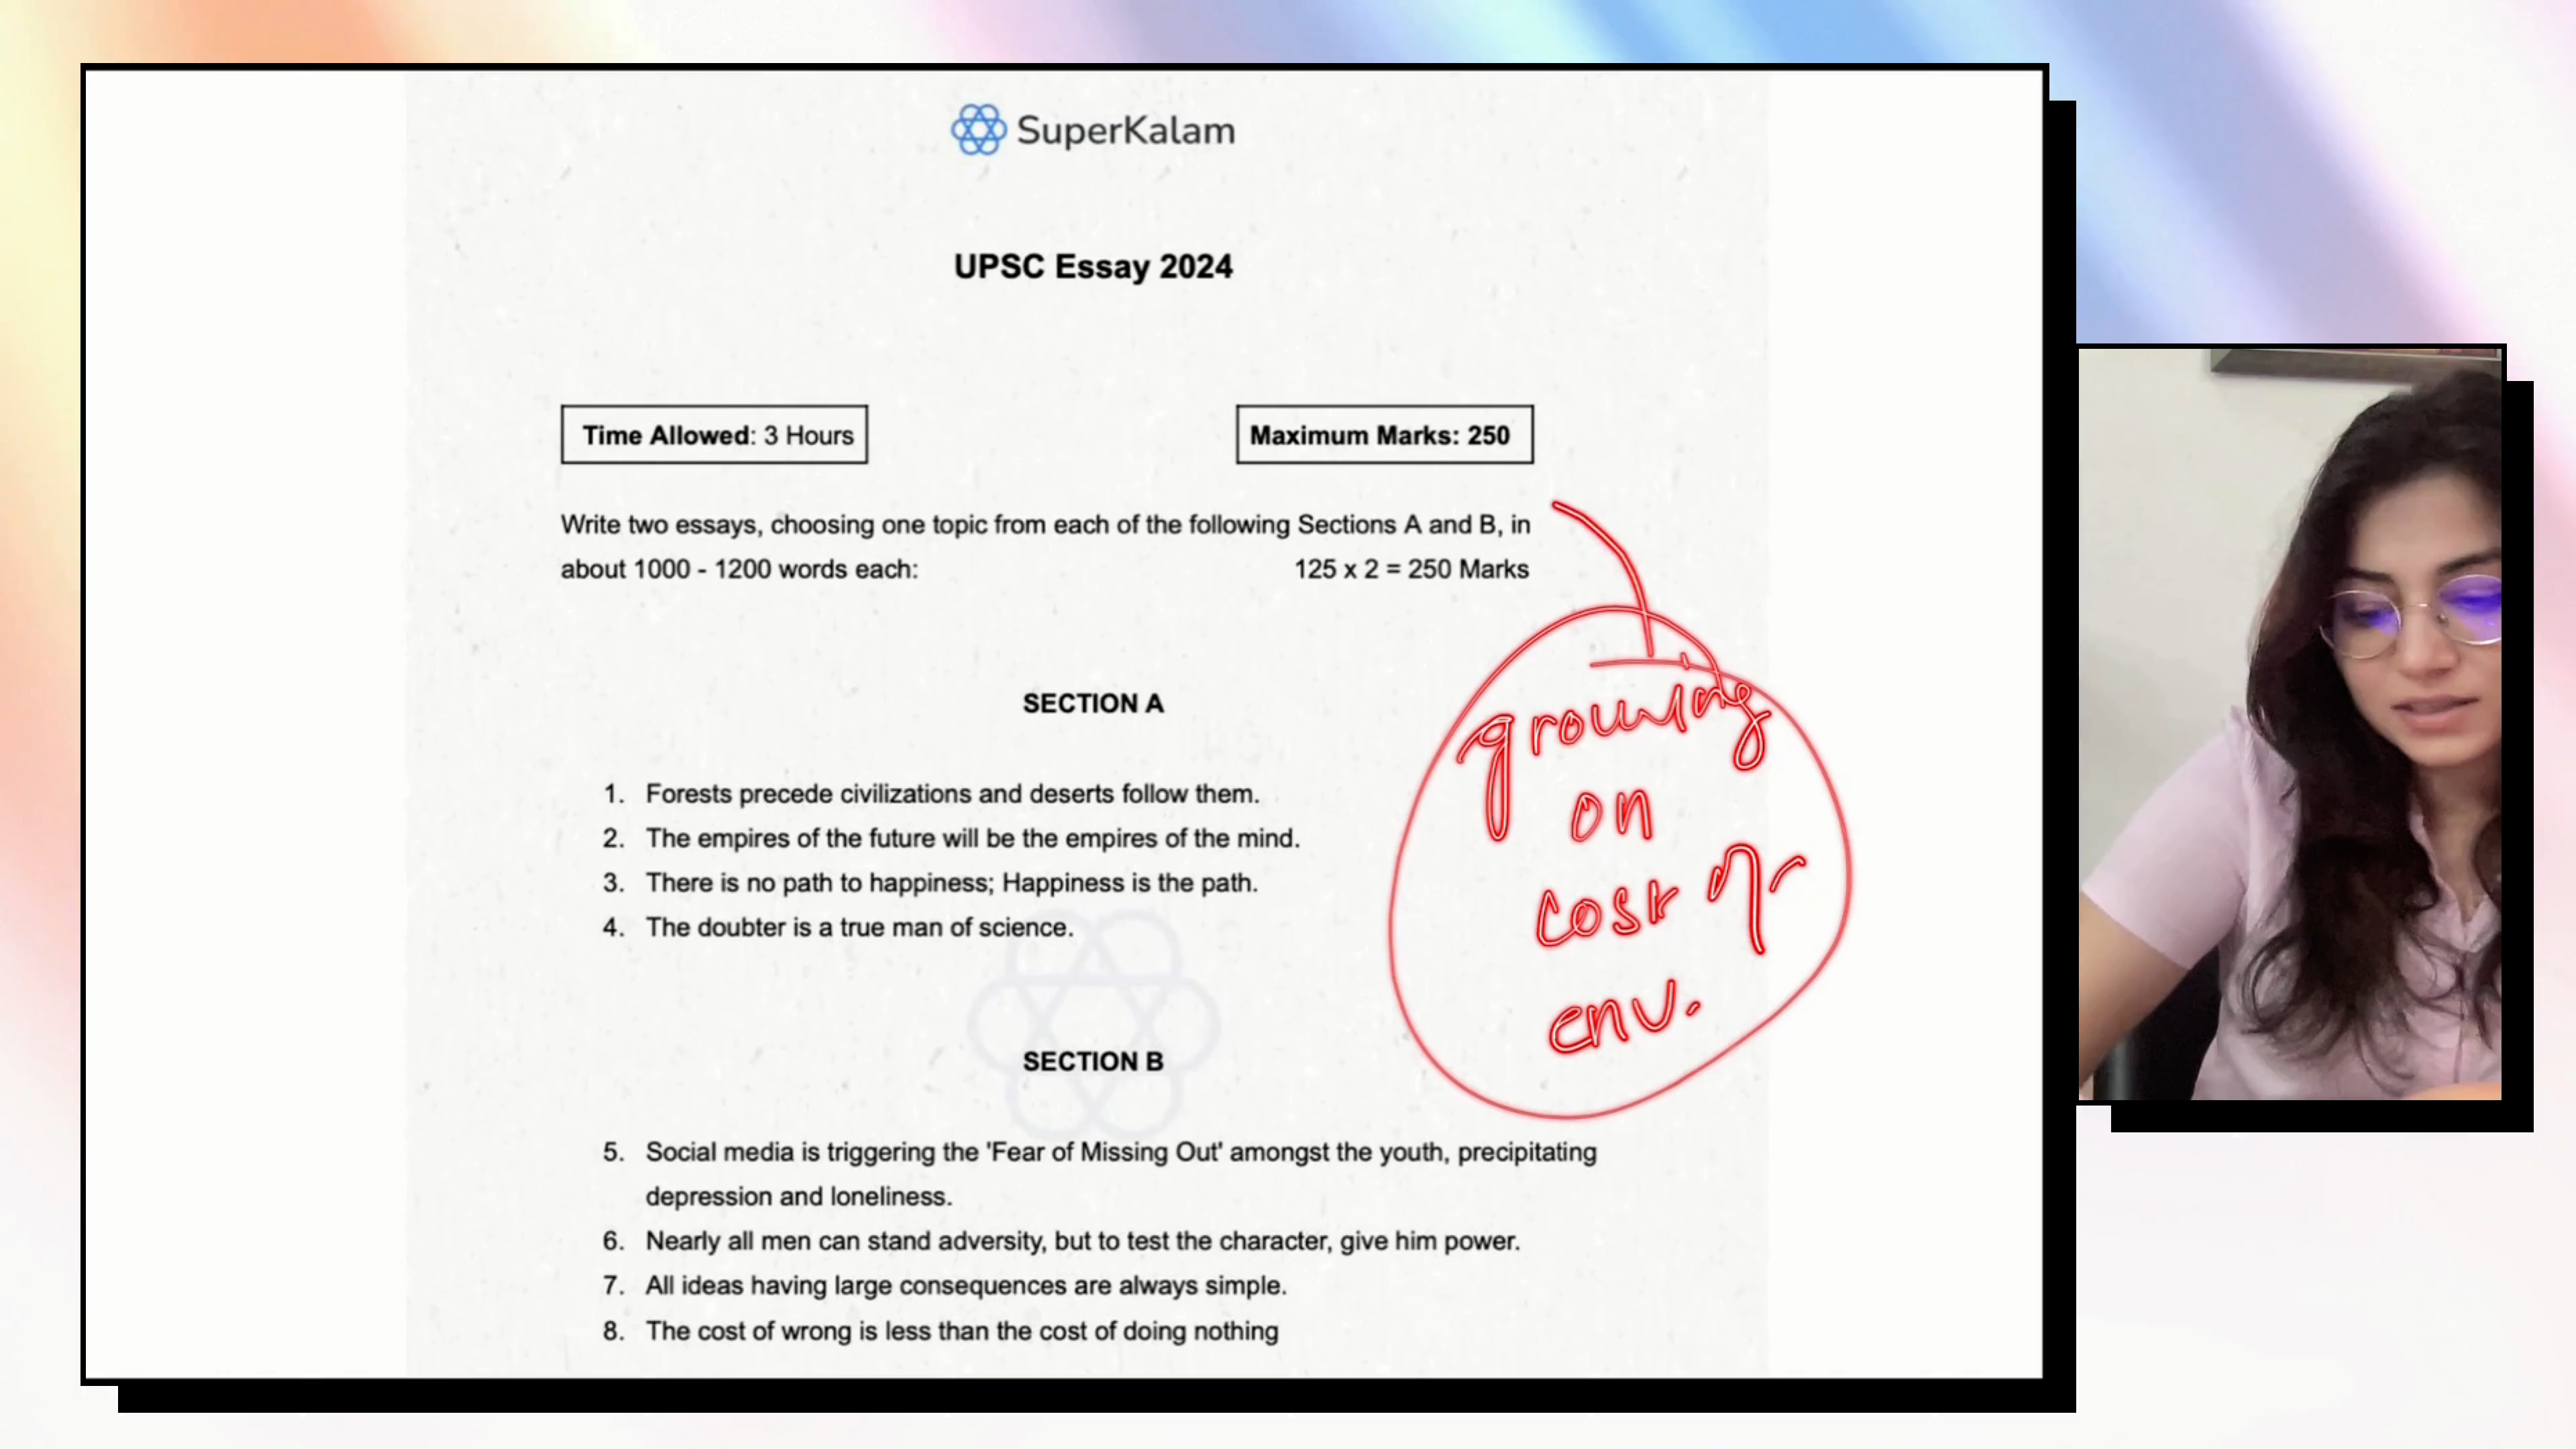 SuperKalam
UPSC Essay 2024
Time Allowed: 3 Hours
Maximum Marks: 250
Write two essays, choosing one topic from each of the following Sections A and B, in
about 1000 - 1200 words each:
125 x 2 = 250 Marks
SECTION A
1. Forests precede civilizations and deserts follow them.
2. The empires of the future will be the empires of the mind.
3. There is no path to happiness; Happiness is the path.
4. The doubter is a true man of science.
growing
on
cost of
env.
SECTION B
5. Social media is triggering the 'Fear of Missing Out' amongst the youth, precipitating
depression and loneliness.
6. Nearly all men can stand adversity, but to test the character, give him power.
7. All ideas having large consequences are always simple.
8. The cost of wrong is less than the cost of doing nothing